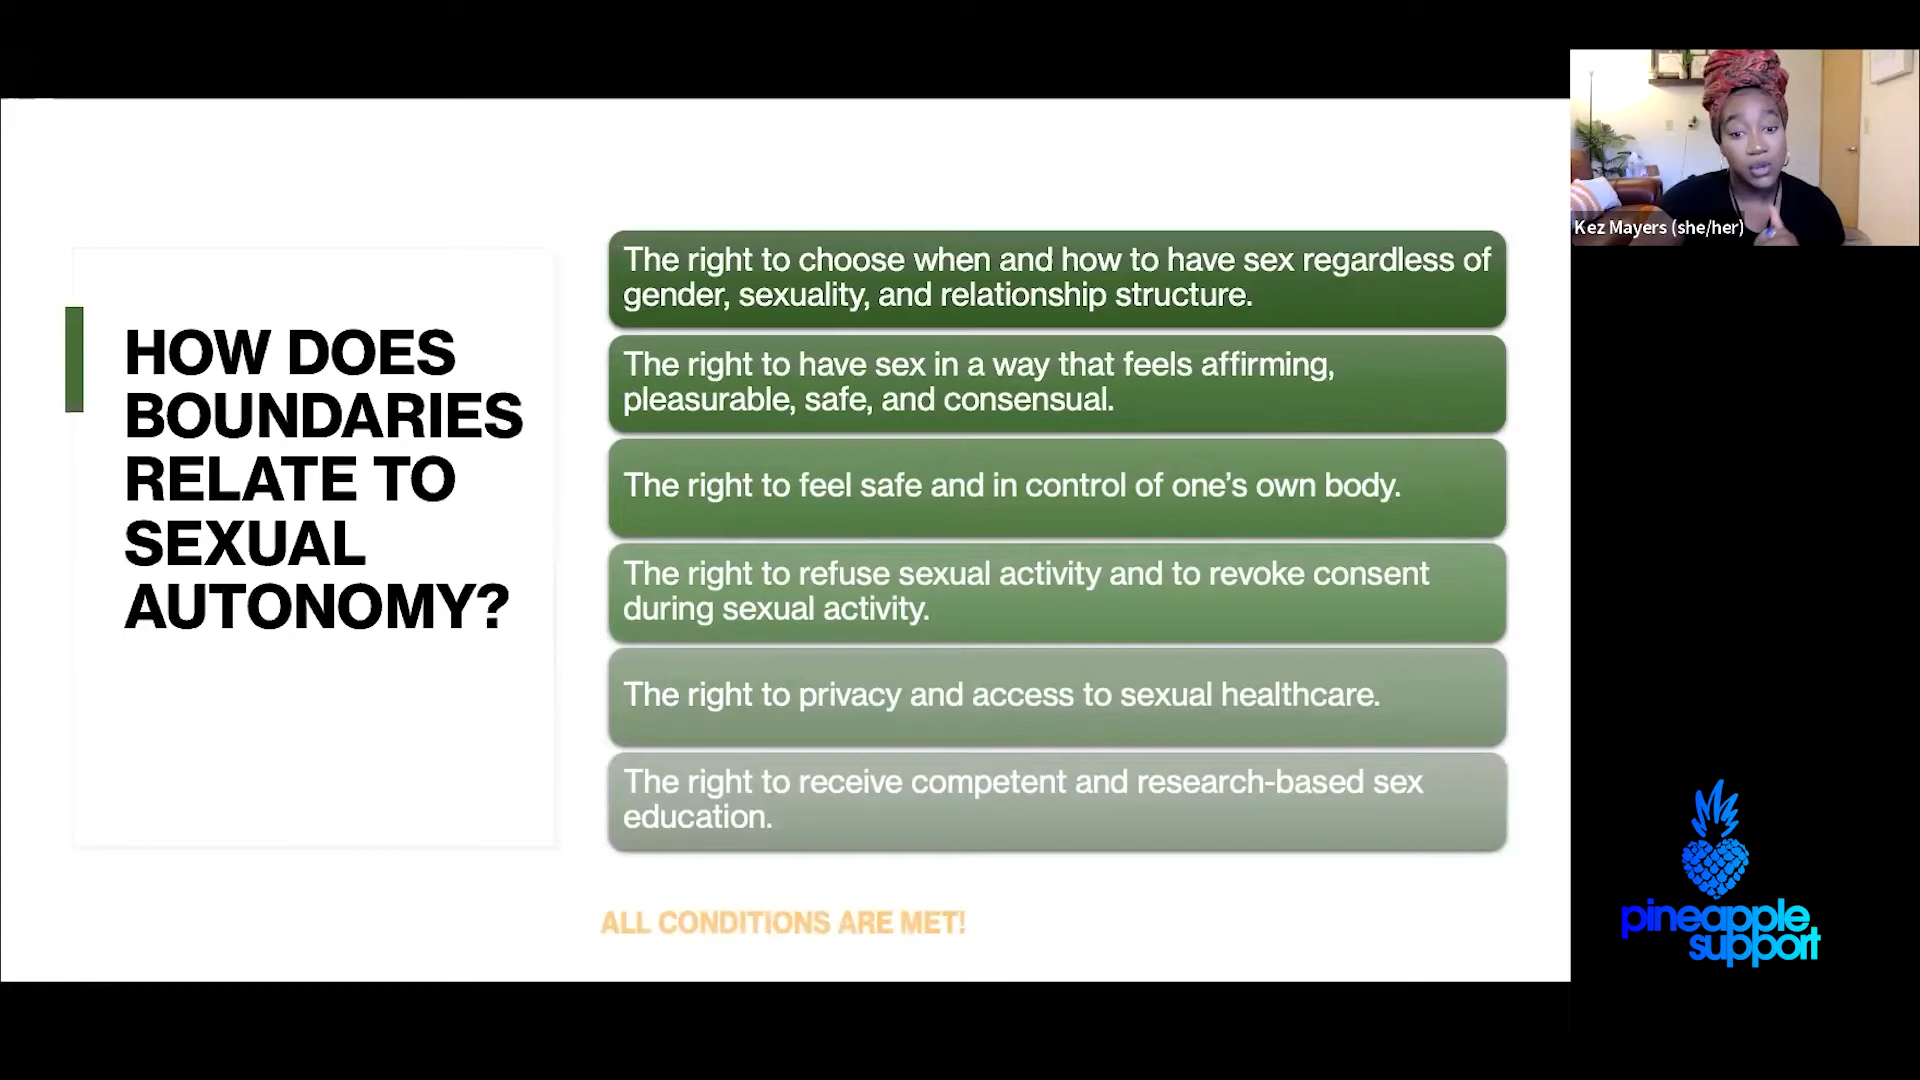 HOW DOES
BOUNDARIES
RELATE TO
SEXUAL
AUTONOMY?
The right to choose when and how to have sex regardless of
gender, sexuality, and relationship structure.
The right to have sex in a way that feels affirming,
pleasurable, safe, and consensual.
The right to feel safe and in control of one’s own body.
The right to refuse sexual activity and to revoke consent
during sexual activity.
The right to privacy and access to sexual healthcare.
The right to receive competent and research-based sex
education.
ALL CONDITIONS ARE MET!
Kez Mayers (she/her)
pineapple
support